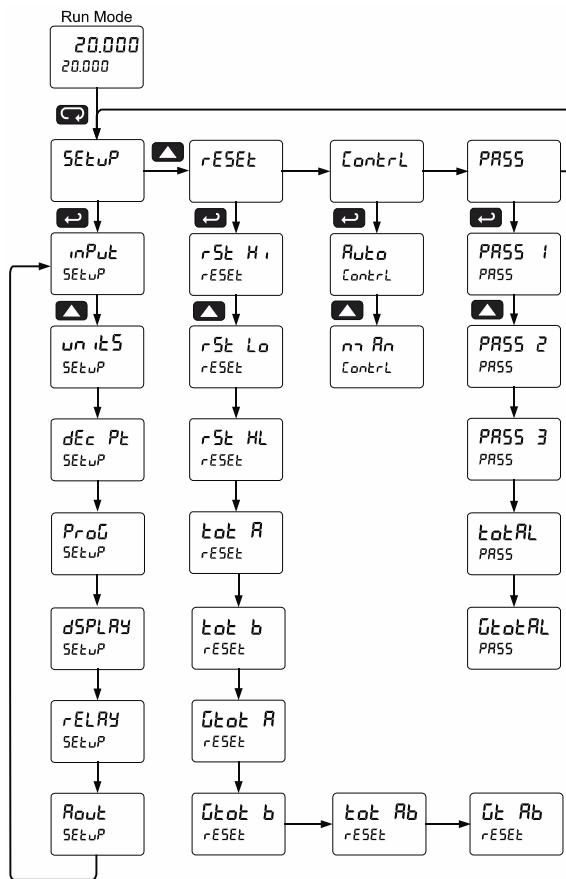 Run Mode
20.000
20.000
SEtuP
rESEt
ContrL
PASS
inPut
SEtuP
rSt Hi
rESEt
Auto
ContrL
PASS 1
PASS
unitS
SEtuP
rSt Lo
rESEt
mAn
ContrL
PASS 2
PASS
dEc Pt
SEtuP
rSt HL
rESEt
PASS 3
PASS
ProG
SEtuP
tot A
rESEt
totAL
PASS
dSPLAY
SEtuP
tot b
rESEt
GtotAL
PASS
rELAY
SEtuP
Gtot A
rESEt
Aout
SEtuP
Gtot b
rESEt
tot Ab
rESEt
Gt Ab
rESEt